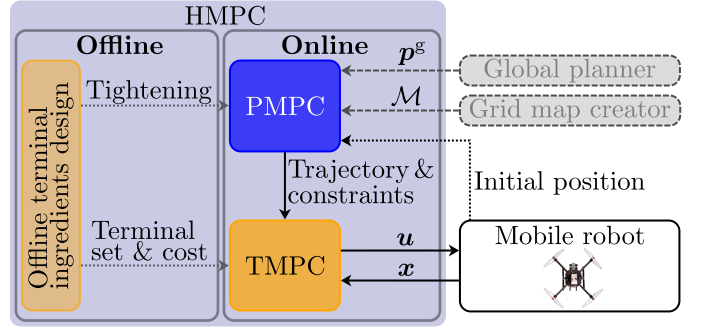 HMPC
Offline
Online
Offline terminal
ingredients design
Tightening
Terminal
set & cost
PMPC
Trajectory &
constraints
TMPC
𝒑ᵍ
ℳ
Global planner
Grid map creator
Initial position
𝒖
𝒙
Mobile robot